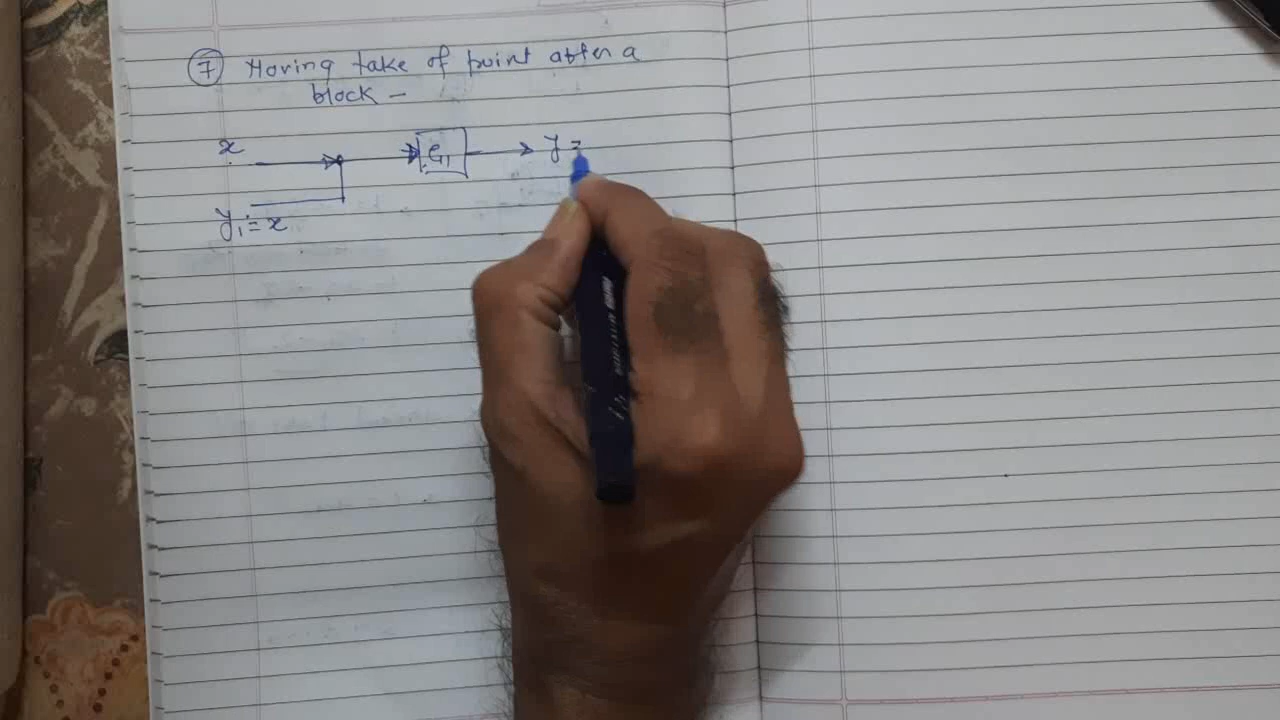 7 Moving take of point after a
block -
x G1 y =
y1 = x